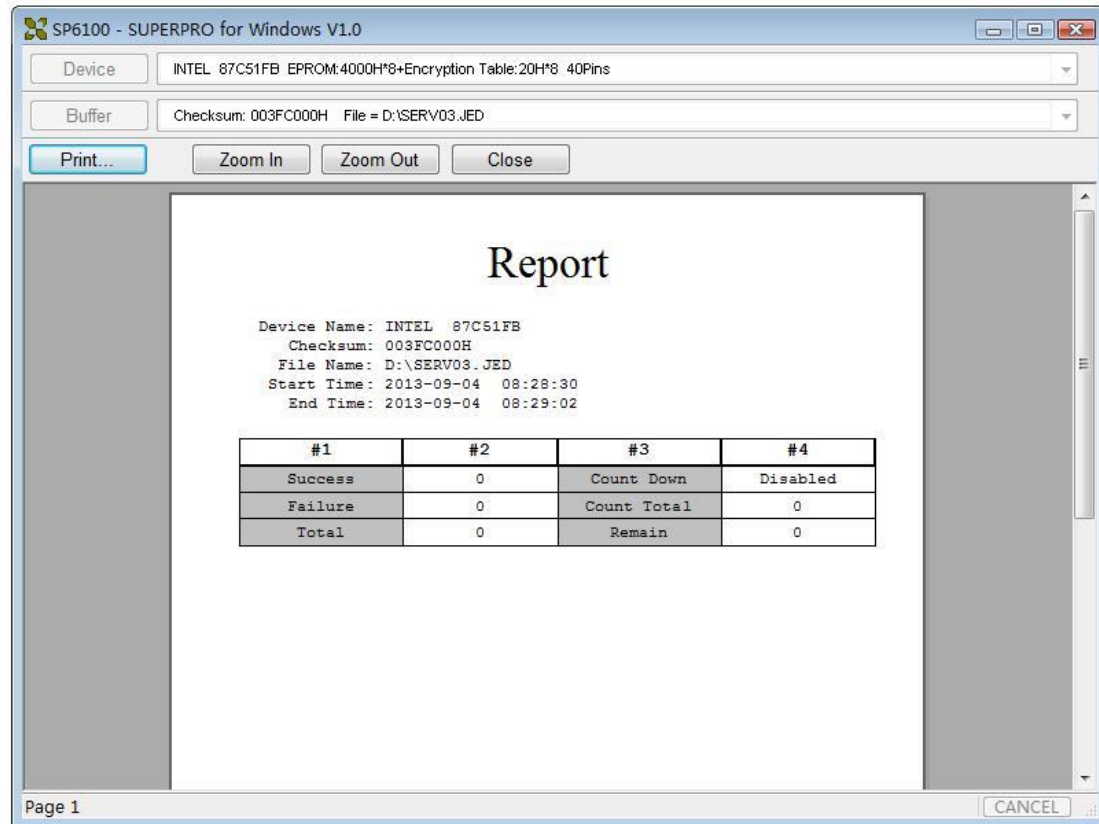 SP6100 - SUPERPRO for Windows V1.0
Device INTEL 87C51FB EPROM:4000H*8+Encryption Table:20H*8 40Pins
Buffer Checksum: 003FC000H File = D:\SERV03.JED
Print... Zoom In Zoom Out Close
Report
Device Name: INTEL 87C51FB
Checksum: 003FC000H
File Name: D:\SERV03.JED
Start Time: 2013-09-04 08:28:30
End Time: 2013-09-04 08:29:02
#1 #2 #3 #4
Success 0 Count Down Disabled
Failure 0 Count Total 0
Total 0 Remain 0
Page 1 CANCEL